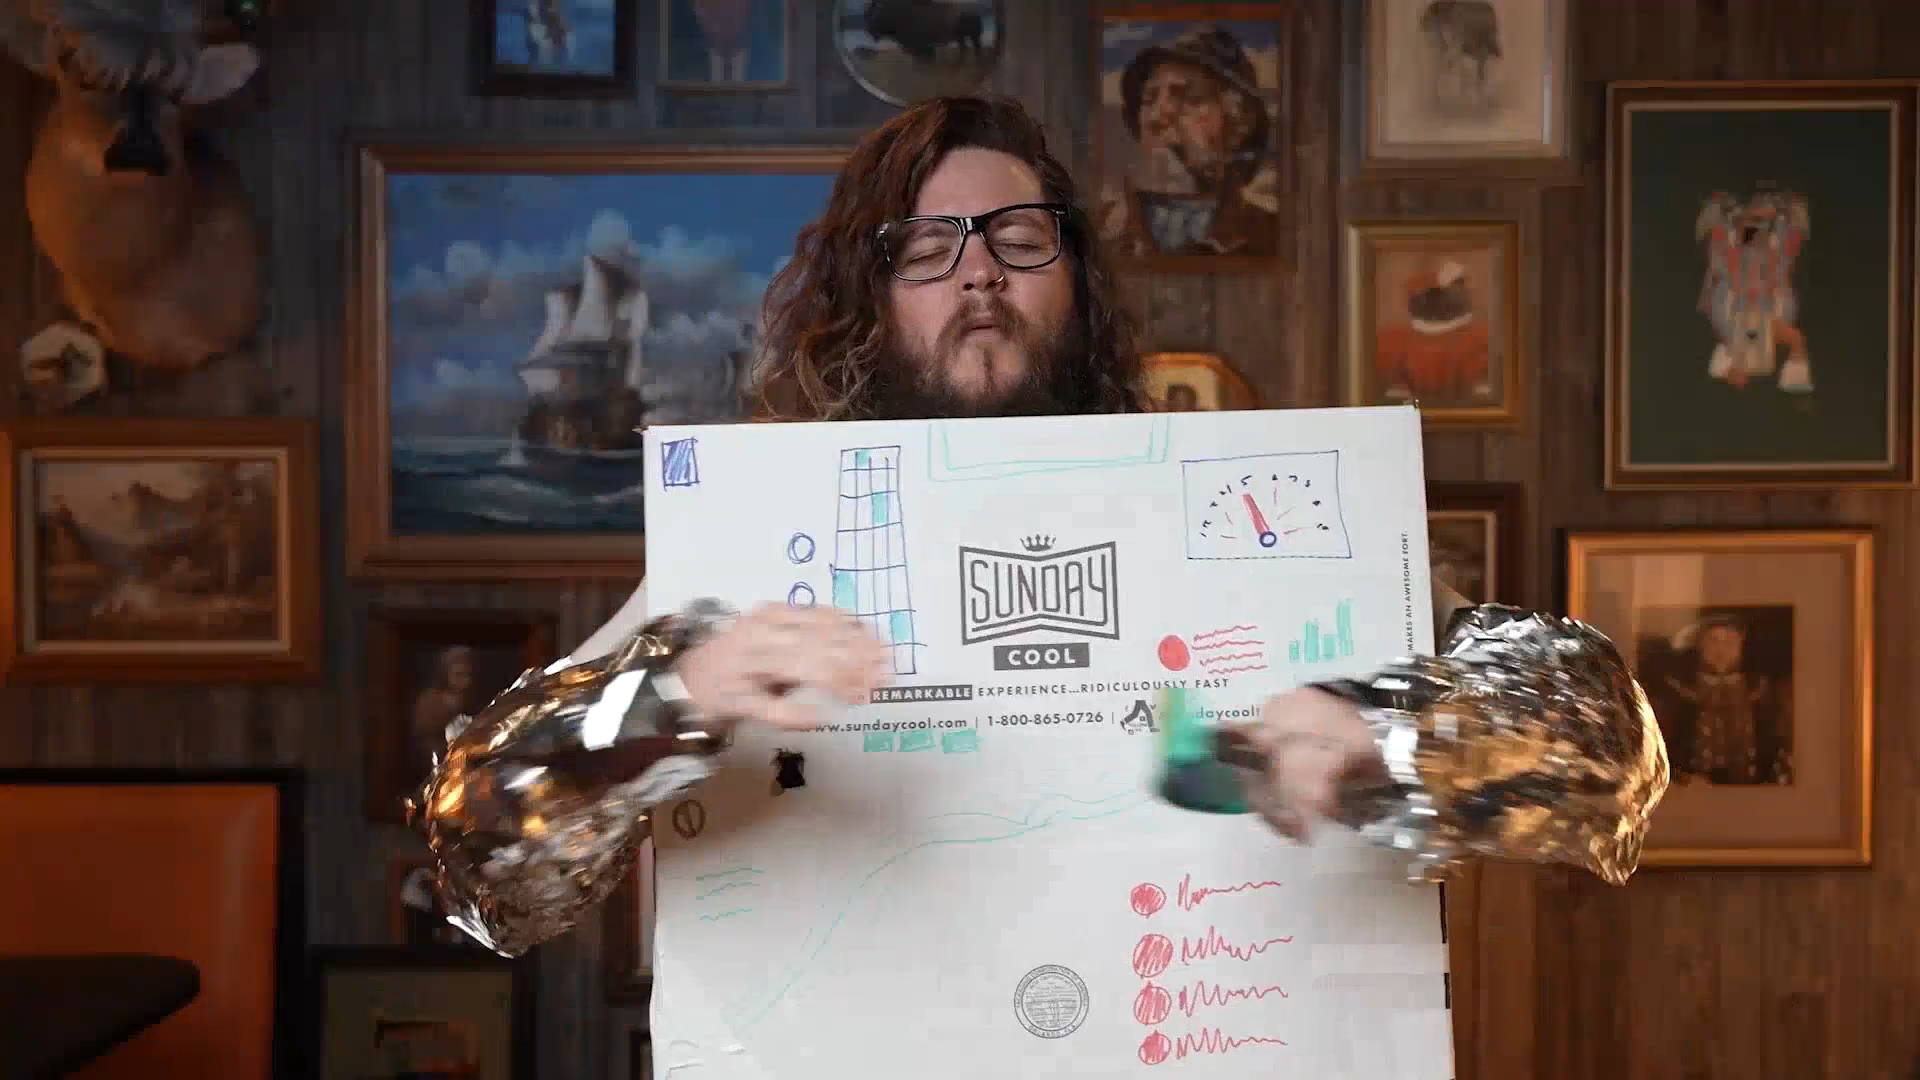 SUNDAY
COOL
REMARKABLE EXPERIENCE...RIDICULOUSLY FAST
www.sundaycool.com | 1-800-865-0726 |
MAKES AN AWESOME FORT